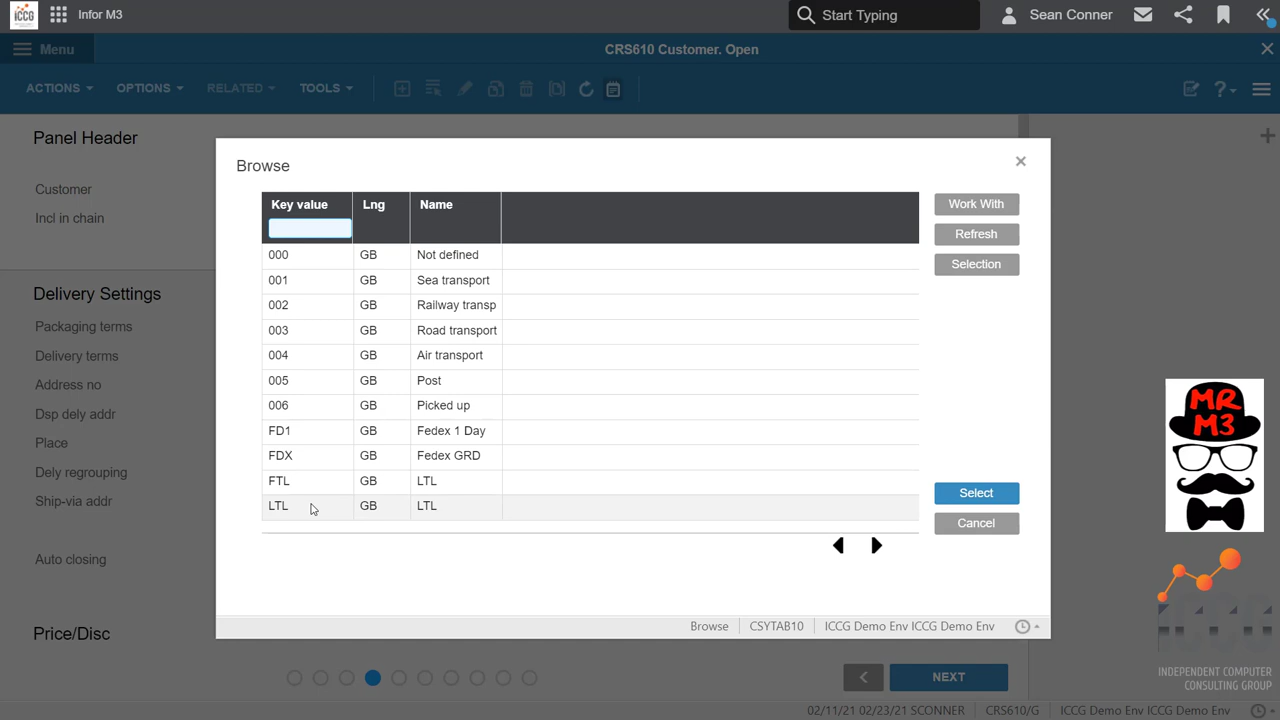 ICCG
Infor M3
Start Typing
Sean Conner
Menu
CRS610 Customer. Open
ACTIONS
OPTIONS
RELATED
TOOLS
Panel Header
Customer
Incl in chain
Delivery Settings
Packaging terms
Delivery terms
Address no
Dsp dely addr
Place
Dely regrouping
Ship-via addr
Auto closing
Price/Disc
Browse
Key value Lng Name
000 GB Not defined
001 GB Sea transport
002 GB Railway transp
003 GB Road transport
004 GB Air transport
005 GB Post
006 GB Picked up
FD1 GB Fedex 1 Day
FDX GB Fedex GRD
FTL GB LTL
LTL GB LTL
Work With
Refresh
Selection
Select
Cancel
Browse CSYTAB10 ICCG Demo Env ICCG Demo Env
NEXT
MR
M3
ICCG
INDEPENDENT COMPUTER
CONSULTING GROUP
02/11/21 02/23/21 SCONNER CRS610/G ICCG Demo Env ICCG Demo Env